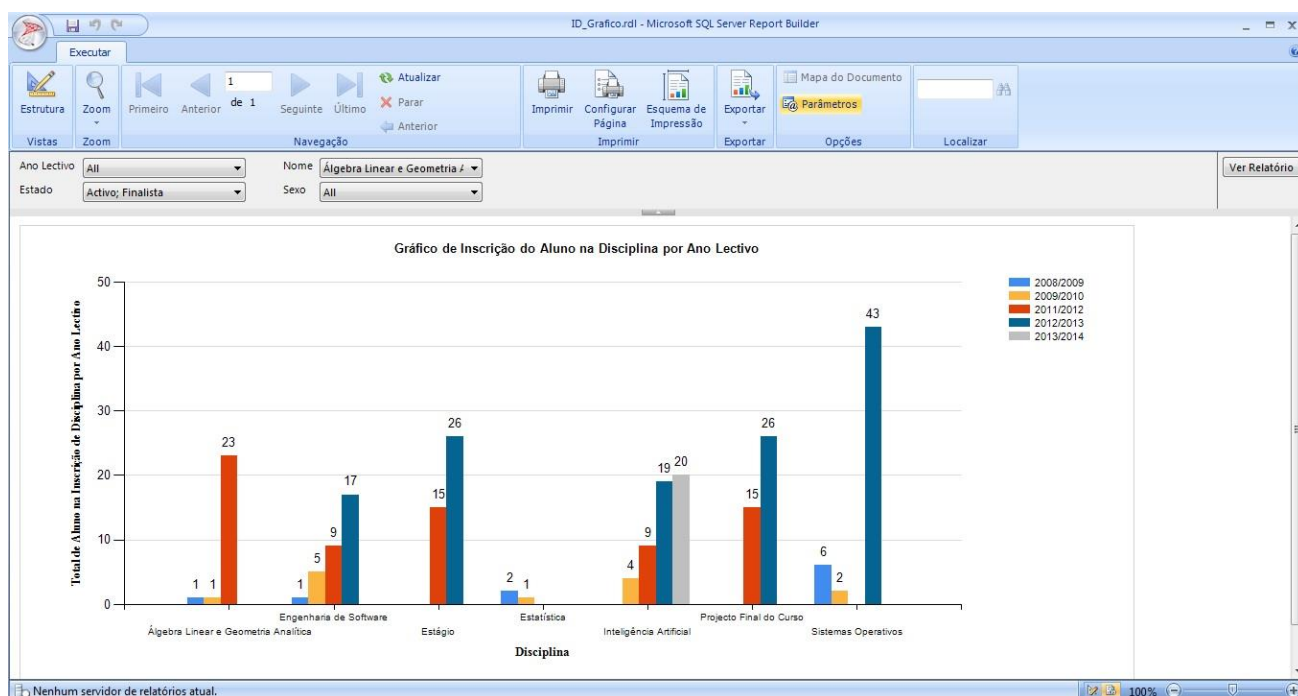 ID_Grafico.rdl - Microsoft SQL Server Report Builder
Executar
Estrutura
Zoom
Primeiro
Anterior
1
de 1
Seguinte
Último
Atualizar
Parar
Anterior
Imprimir
Configurar Página
Esquema de Impressão
Exportar
Mapa do Documento
Parâmetros
Vistas
Zoom
Navegação
Imprimir
Exportar
Opções
Localizar
Ano Lectivo
All
Nome
Álgebra Linear e Geometria
Ver Relatório
Estado
Activo; Finalista
Sexo
All
Gráfico de Inscrição do Aluno na Disciplina por Ano Lectivo
2008/2009
2009/2010
2011/2012
2012/2013
2013/2014
Total de Aluno na Inscrição de Disciplina por Ano Lectivo
50
40
30
20
10
0
1 1 23
1 5 9 17
15 26
2 1
4 9 19 20
15 26
6 2 43
Álgebra Linear e Geometria Analítica
Engenharia de Software
Estágio
Estatística
Inteligência Artificial
Projecto Final do Curso
Sistemas Operativos
Disciplina
Nenhum servidor de relatórios atual.
100%